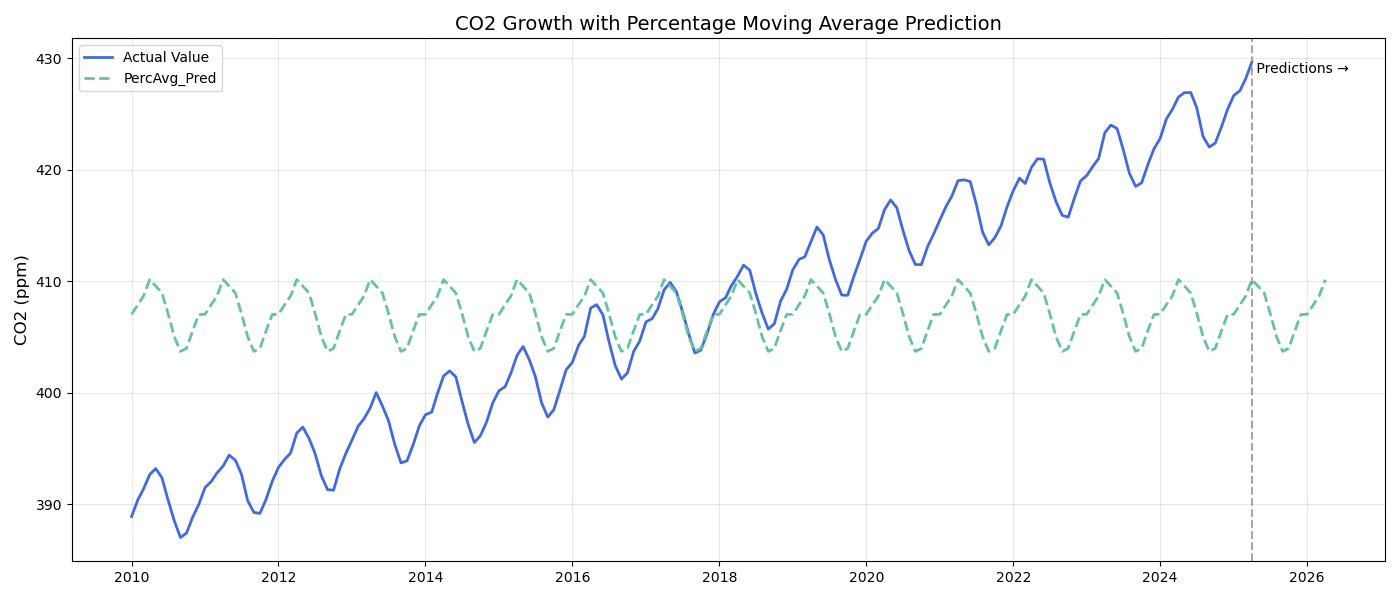 CO2 Growth with Percentage Moving Average Prediction
Actual Value
PercAvg_Pred
Predictions →
CO2 (ppm)
430
420
410
400
390
2010
2012
2014
2016
2018
2020
2022
2024
2026